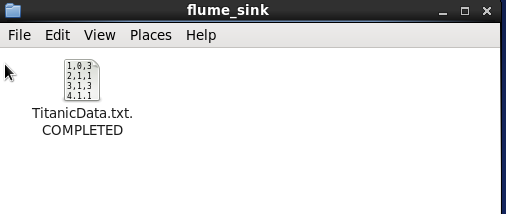 flume_sink
File Edit View Places Help
1,0,3
2,1,1
3,1,3
4.1.1
TitanicData.txt.
COMPLETED